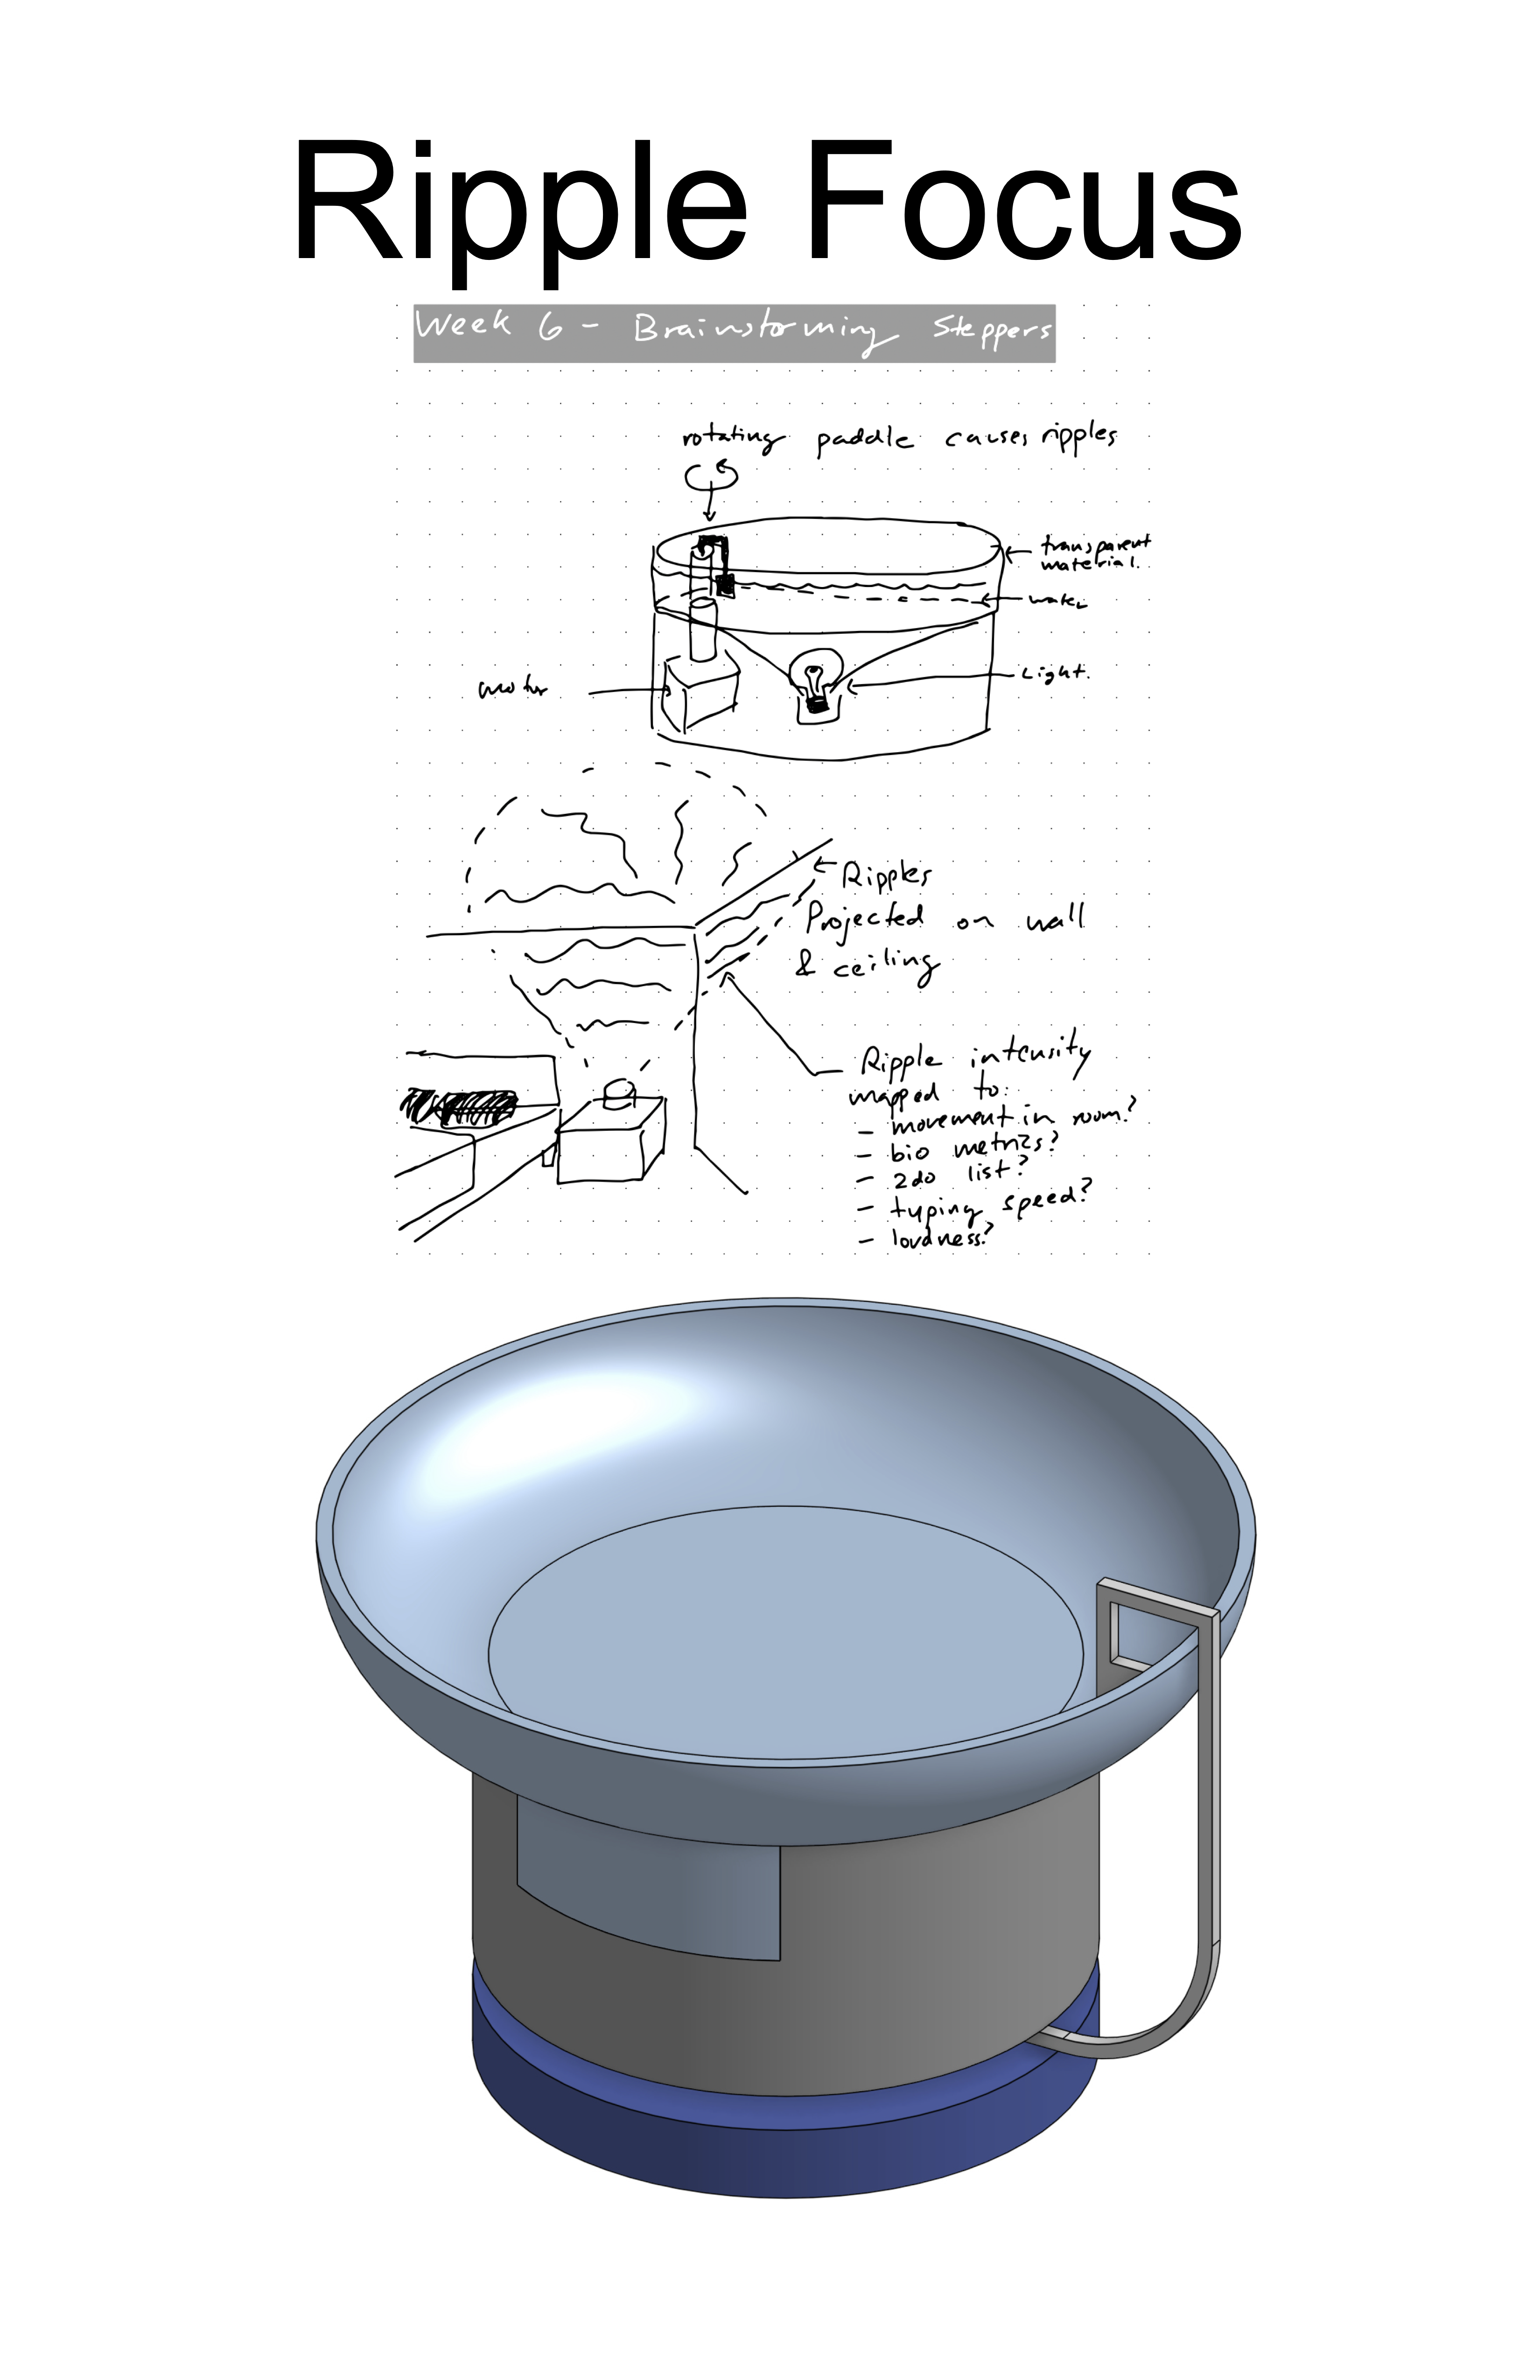 Ripple Focus
Week 6 - Brainstorming Steppers
rotating paddle causes ripples
transparent
material.
water
motor
Light.
Ripples
Projected on wall
& ceiling
Ripple intensity
mapped to:
- movement in room?
- bio metrics?
- 2do list?
- typing speed?
- loudness?